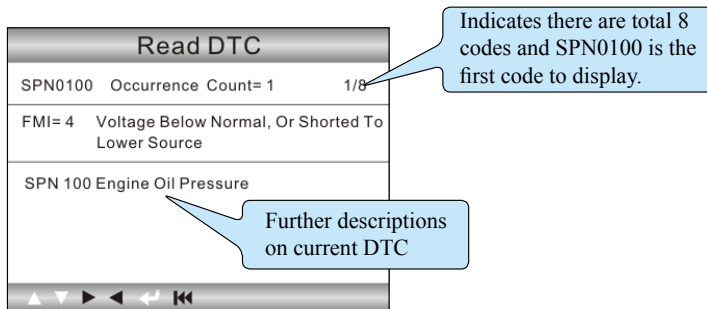 Read DTC
SPN0100 Occurrence Count= 1 1/8
FMI= 4 Voltage Below Normal, Or Shorted To
Lower Source
SPN 100 Engine Oil Pressure
Indicates there are total 8
codes and SPN0100 is the
first code to display.
Further descriptions
on current DTC